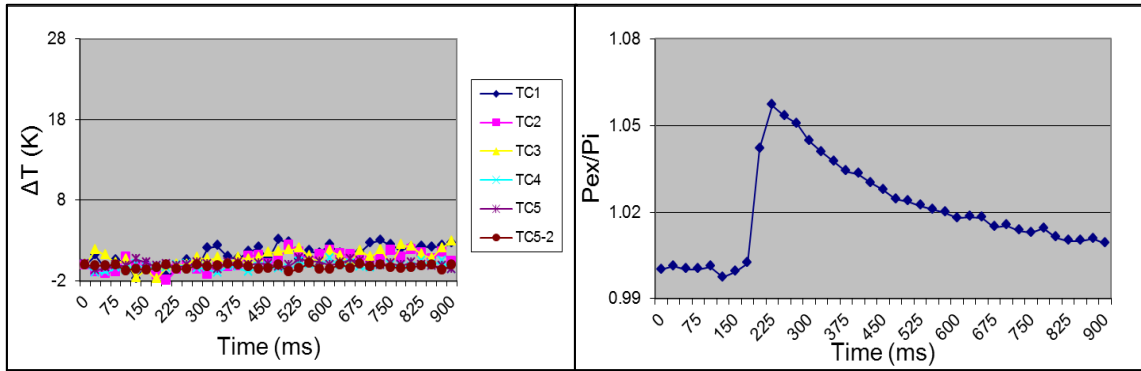 28
18
8
-2
ΔT (K)
0 75 150 225 300 375 450 525 600 675 750 825 900
Time (ms)
TC1
TC2
TC3
TC4
TC5
TC5-2
1.08
1.05
1.02
0.99
Pex/Pi
0 75 150 225 300 375 450 525 600 675 750 825 900
Time (ms)